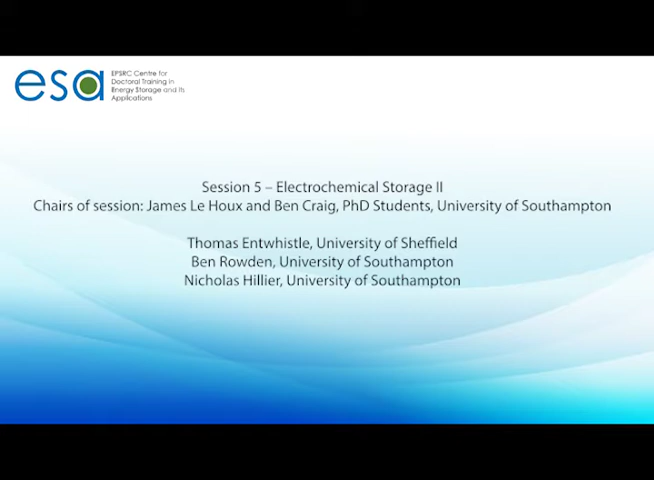 esa
EPSRC Centre for
Doctoral Training in
Energy Storage and its
Applications
Session 5 – Electrochemical Storage II
Chairs of session: James Le Houx and Ben Craig, PhD Students, University of Southampton
Thomas Entwhistle, University of Sheffield
Ben Rowden, University of Southampton
Nicholas Hillier, University of Southampton